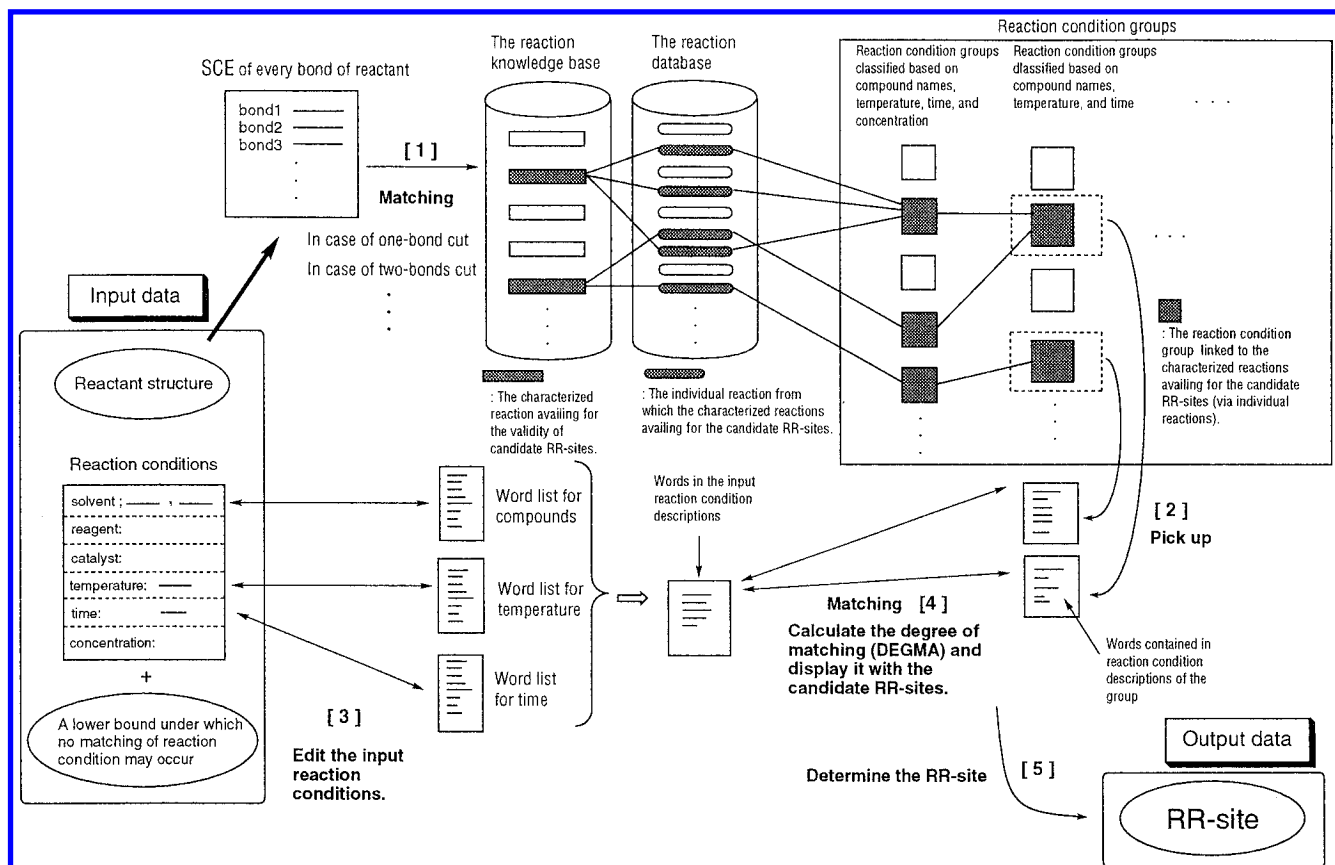 Reaction condition groups
The reaction
knowledge base
The reaction
database
Reaction condition groups
classified based on
compound names,
temperature, time, and
concentration
Reaction condition groups
dlassified based on
compound names,
temperature, and time
. . .
SCE of every bond of reactant
bond1
bond2
bond3
[ 1 ]
Matching
In case of one-bond cut
In case of two-bonds cut
Input data
Reactant structure
: The characterized
reaction availing for
the validity of
candidate RR-sites.
: The individual reaction from
which the characterized reactions
availing for the candidate RR-sites.
: The reaction condition
group linked to the
characterized reactions
availing for the candidate
RR-sites (via individual
reactions).
Reaction conditions
solvent ; ,
reagent:
catalyst:
temperature:
time:
concentration:
+
A lower bound under which
no matching of reaction
condition may occur
Word list for
compounds
Word list for
temperature
Word list
for time
[ 3 ]
Edit the input
reaction
conditions.
Words in the input
reaction condition
descriptions
[ 2 ]
Pick up
Matching [4]
Calculate the degree of
matching (DEGMA) and
display it with the
candidate RR-sites.
Words contained in
reaction condition
descriptions of the
group
Determine the RR-site
[ 5 ]
Output data
RR-site